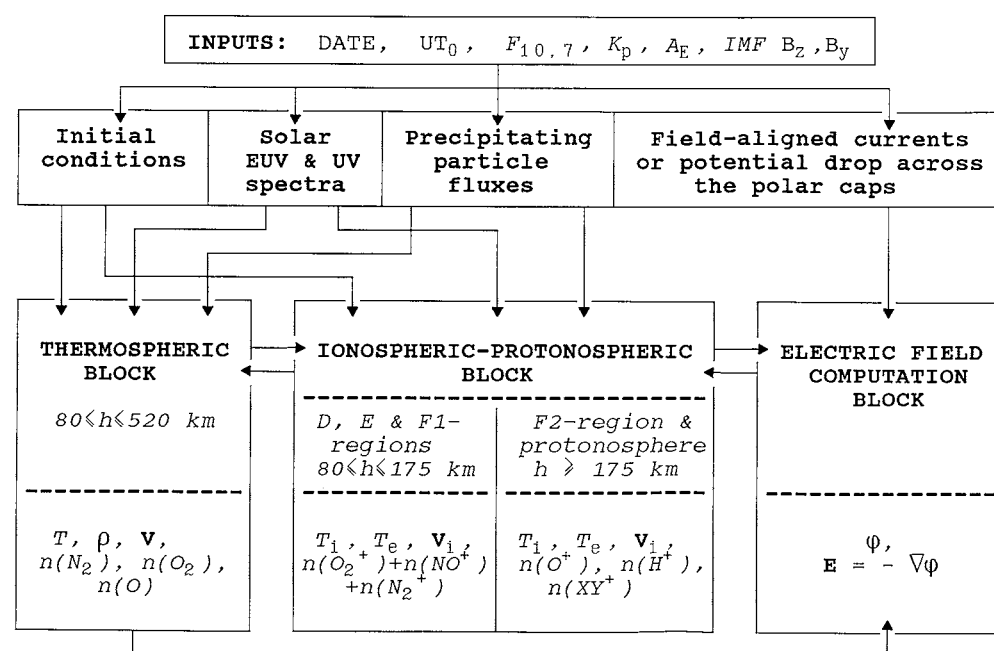 INPUTS: DATE, UT₀, F₁₀,₇, Kₚ, A_E, IMF B_z, B_y
Initial
conditions
Solar
EUV & UV
spectra
Precipitating
particle
fluxes
Field-aligned currents
or potential drop across
the polar caps
THERMOSPHERIC
BLOCK
80⩽h⩽520 km
T, ρ, V,
n(N₂), n(O₂),
n(O)
IONOSPHERIC-PROTONOSPHERIC
BLOCK
D, E & F1-
regions
80⩽h⩽175 km
F2-region &
protonosphere
h ⩾ 175 km
Tᵢ, Tₑ, Vᵢ,
n(O₂⁺)+n(NO⁺)
+n(N₂⁺)
Tᵢ, Tₑ, Vᵢ,
n(O⁺), n(H⁺),
n(XY⁺)
ELECTRIC FIELD
COMPUTATION
BLOCK
φ,
E = - ∇φ